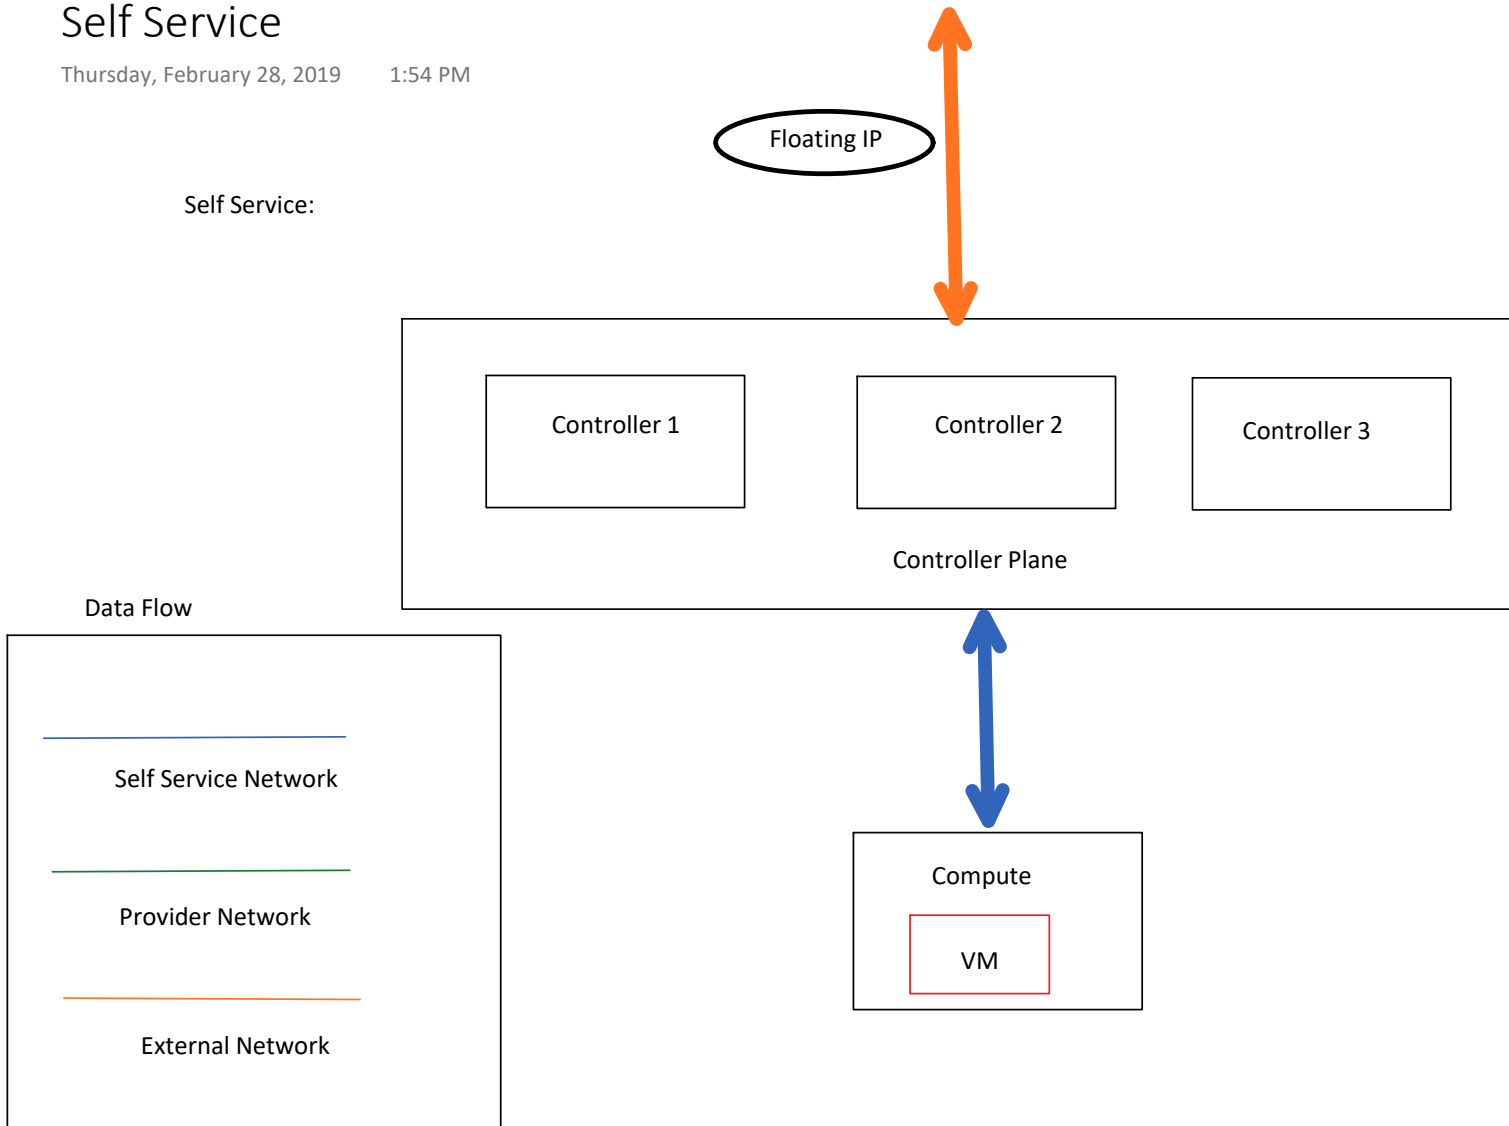 Self Service
Thursday, February 28, 2019 1:54 PM
Floating IP
Self Service:
Controller 1
Controller 2
Controller 3
Controller Plane
Data Flow
Self Service Network
Provider Network
External Network
Compute
VM